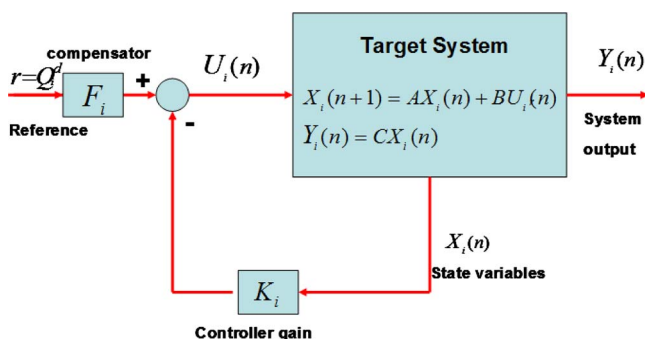 compensator
r=Q_i^d
F_i
+
-
Reference
U_i(n)
Target System
X_i(n+1) = AX_i(n) + BU_i(n)
Y_i(n) = CX_i(n)
Y_i(n)
System
output
X_i(n)
State variables
K_i
Controller gain